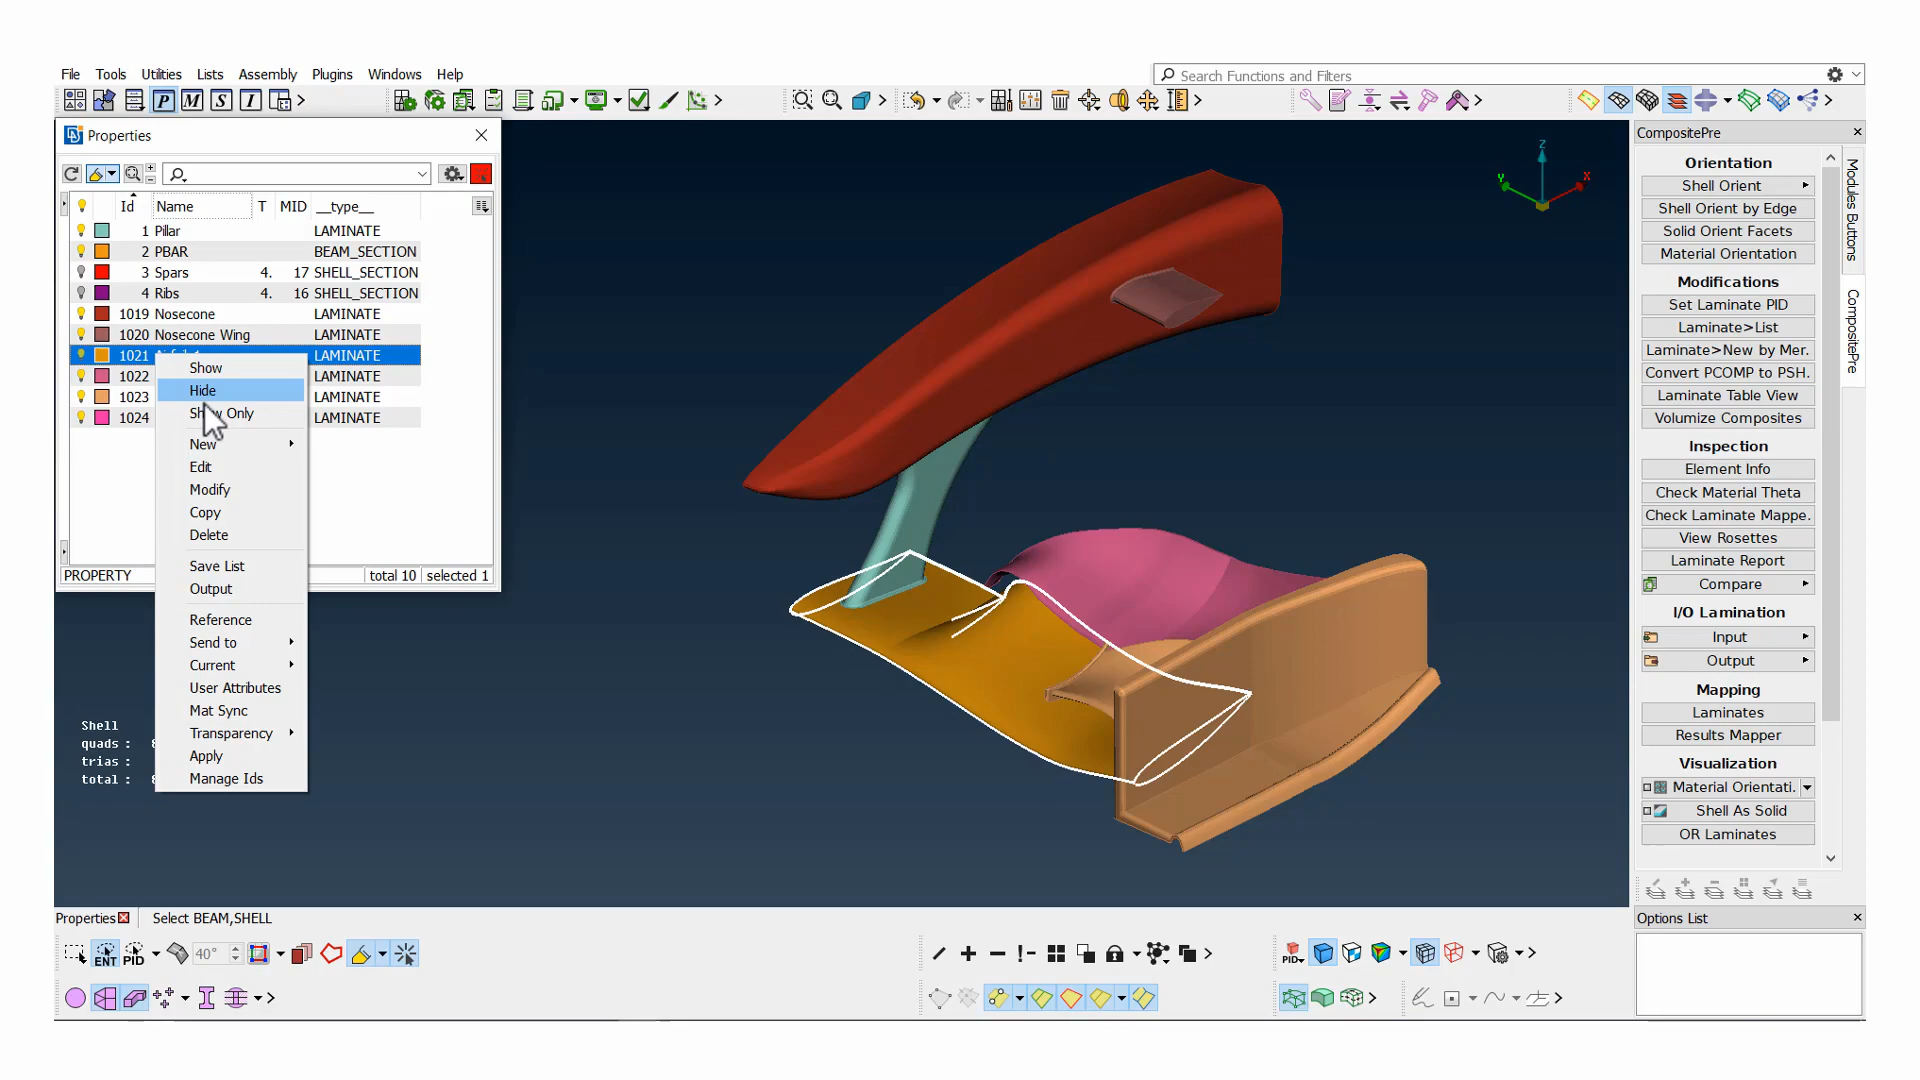 File Tools Utilities Lists Assembly Plugins Windows Help
Search Functions and Filters
P M S I
Properties
Id Name T MID __type__
1 Pillar LAMINATE
2 PBAR BEAM_SECTION
3 Spars 4. 17 SHELL_SECTION
4 Ribs 4. 16 SHELL_SECTION
1019 Nosecone LAMINATE
1020 Nosecone Wing LAMINATE
1021 LAMINATE
1022 LAMINATE
1023 LAMINATE
1024 LAMINATE
PROPERTY total 10 selected 1
Show
Hide
Show Only
New
Edit
Modify
Copy
Delete
Save List
Output
Reference
Send to
Current
User Attributes
Mat Sync
Transparency
Apply
Manage Ids
Shell
quads :
trias :
total :
Z
Y
X
CompositePre
Orientation
Shell Orient
Shell Orient by Edge
Solid Orient Facets
Material Orientation
Modifications
Set Laminate PID
Laminate>List
Laminate>New by Mer.
Convert PCOMP to PSH.
Laminate Table View
Volumize Composites
Inspection
Element Info
Check Material Theta
Check Laminate Mappe.
View Rosettes
Laminate Report
Compare
I/O Lamination
Input
Output
Mapping
Laminates
Results Mapper
Visualization
Material Orientati.
Shell As Solid
OR Laminates
Modules Buttons
CompositePre
Properties Select BEAM,SHELL
ENT PID 40°
PID
Options List